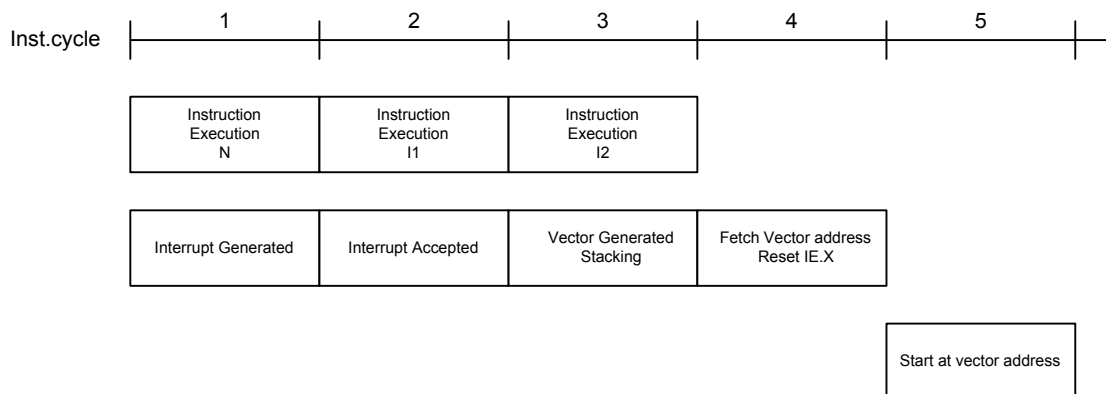 1 2 3 4 5
Inst.cycle
Instruction
Execution
N
Instruction
Execution
I1
Instruction
Execution
I2
Interrupt Generated
Interrupt Accepted
Vector Generated
Stacking
Fetch Vector address
Reset IE.X
Start at vector address